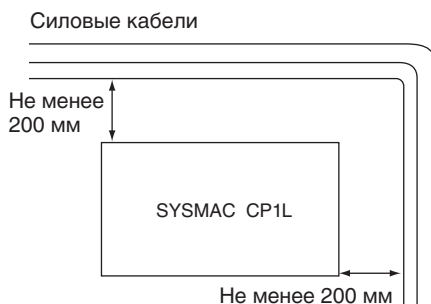 Силовые кабели
Не менее
200 мм
SYSMAC CP1L
Не менее 200 мм